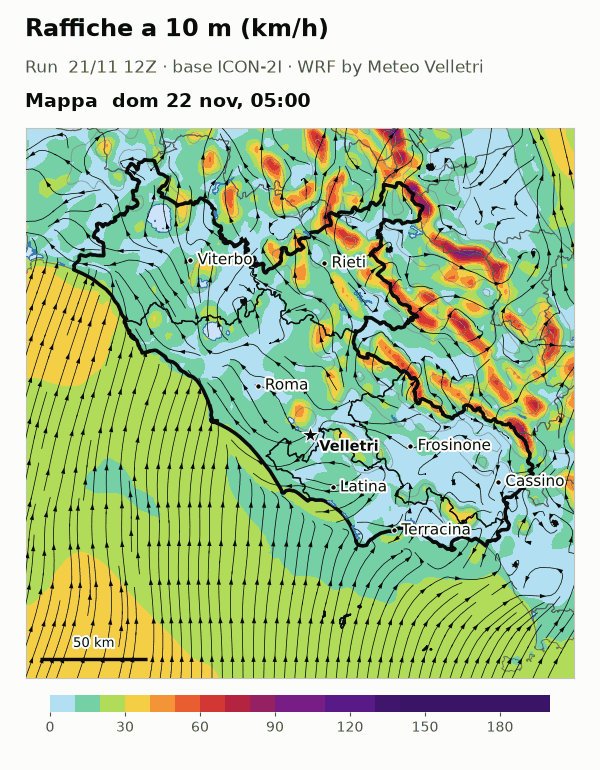 Raffiche a 10 m (km/h)
Run  21/11 12Z · base ICON-2I · WRF by Meteo Velletri
Mappa  dom 22 nov, 05:00
Viterbo
Rieti
Roma
Velletri
Frosinone
Latina
Cassino
Terracina
50 km
0 30 60 90 120 150 180